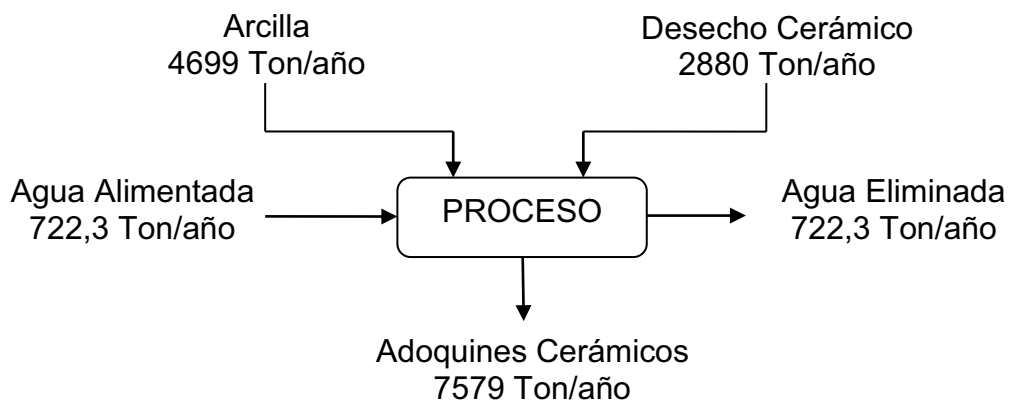 Arcilla
4699 Ton/año
Desecho Cerámico
2880 Ton/año
Agua Alimentada
722,3 Ton/año
PROCESO
Agua Eliminada
722,3 Ton/año
Adoquines Cerámicos
7579 Ton/año